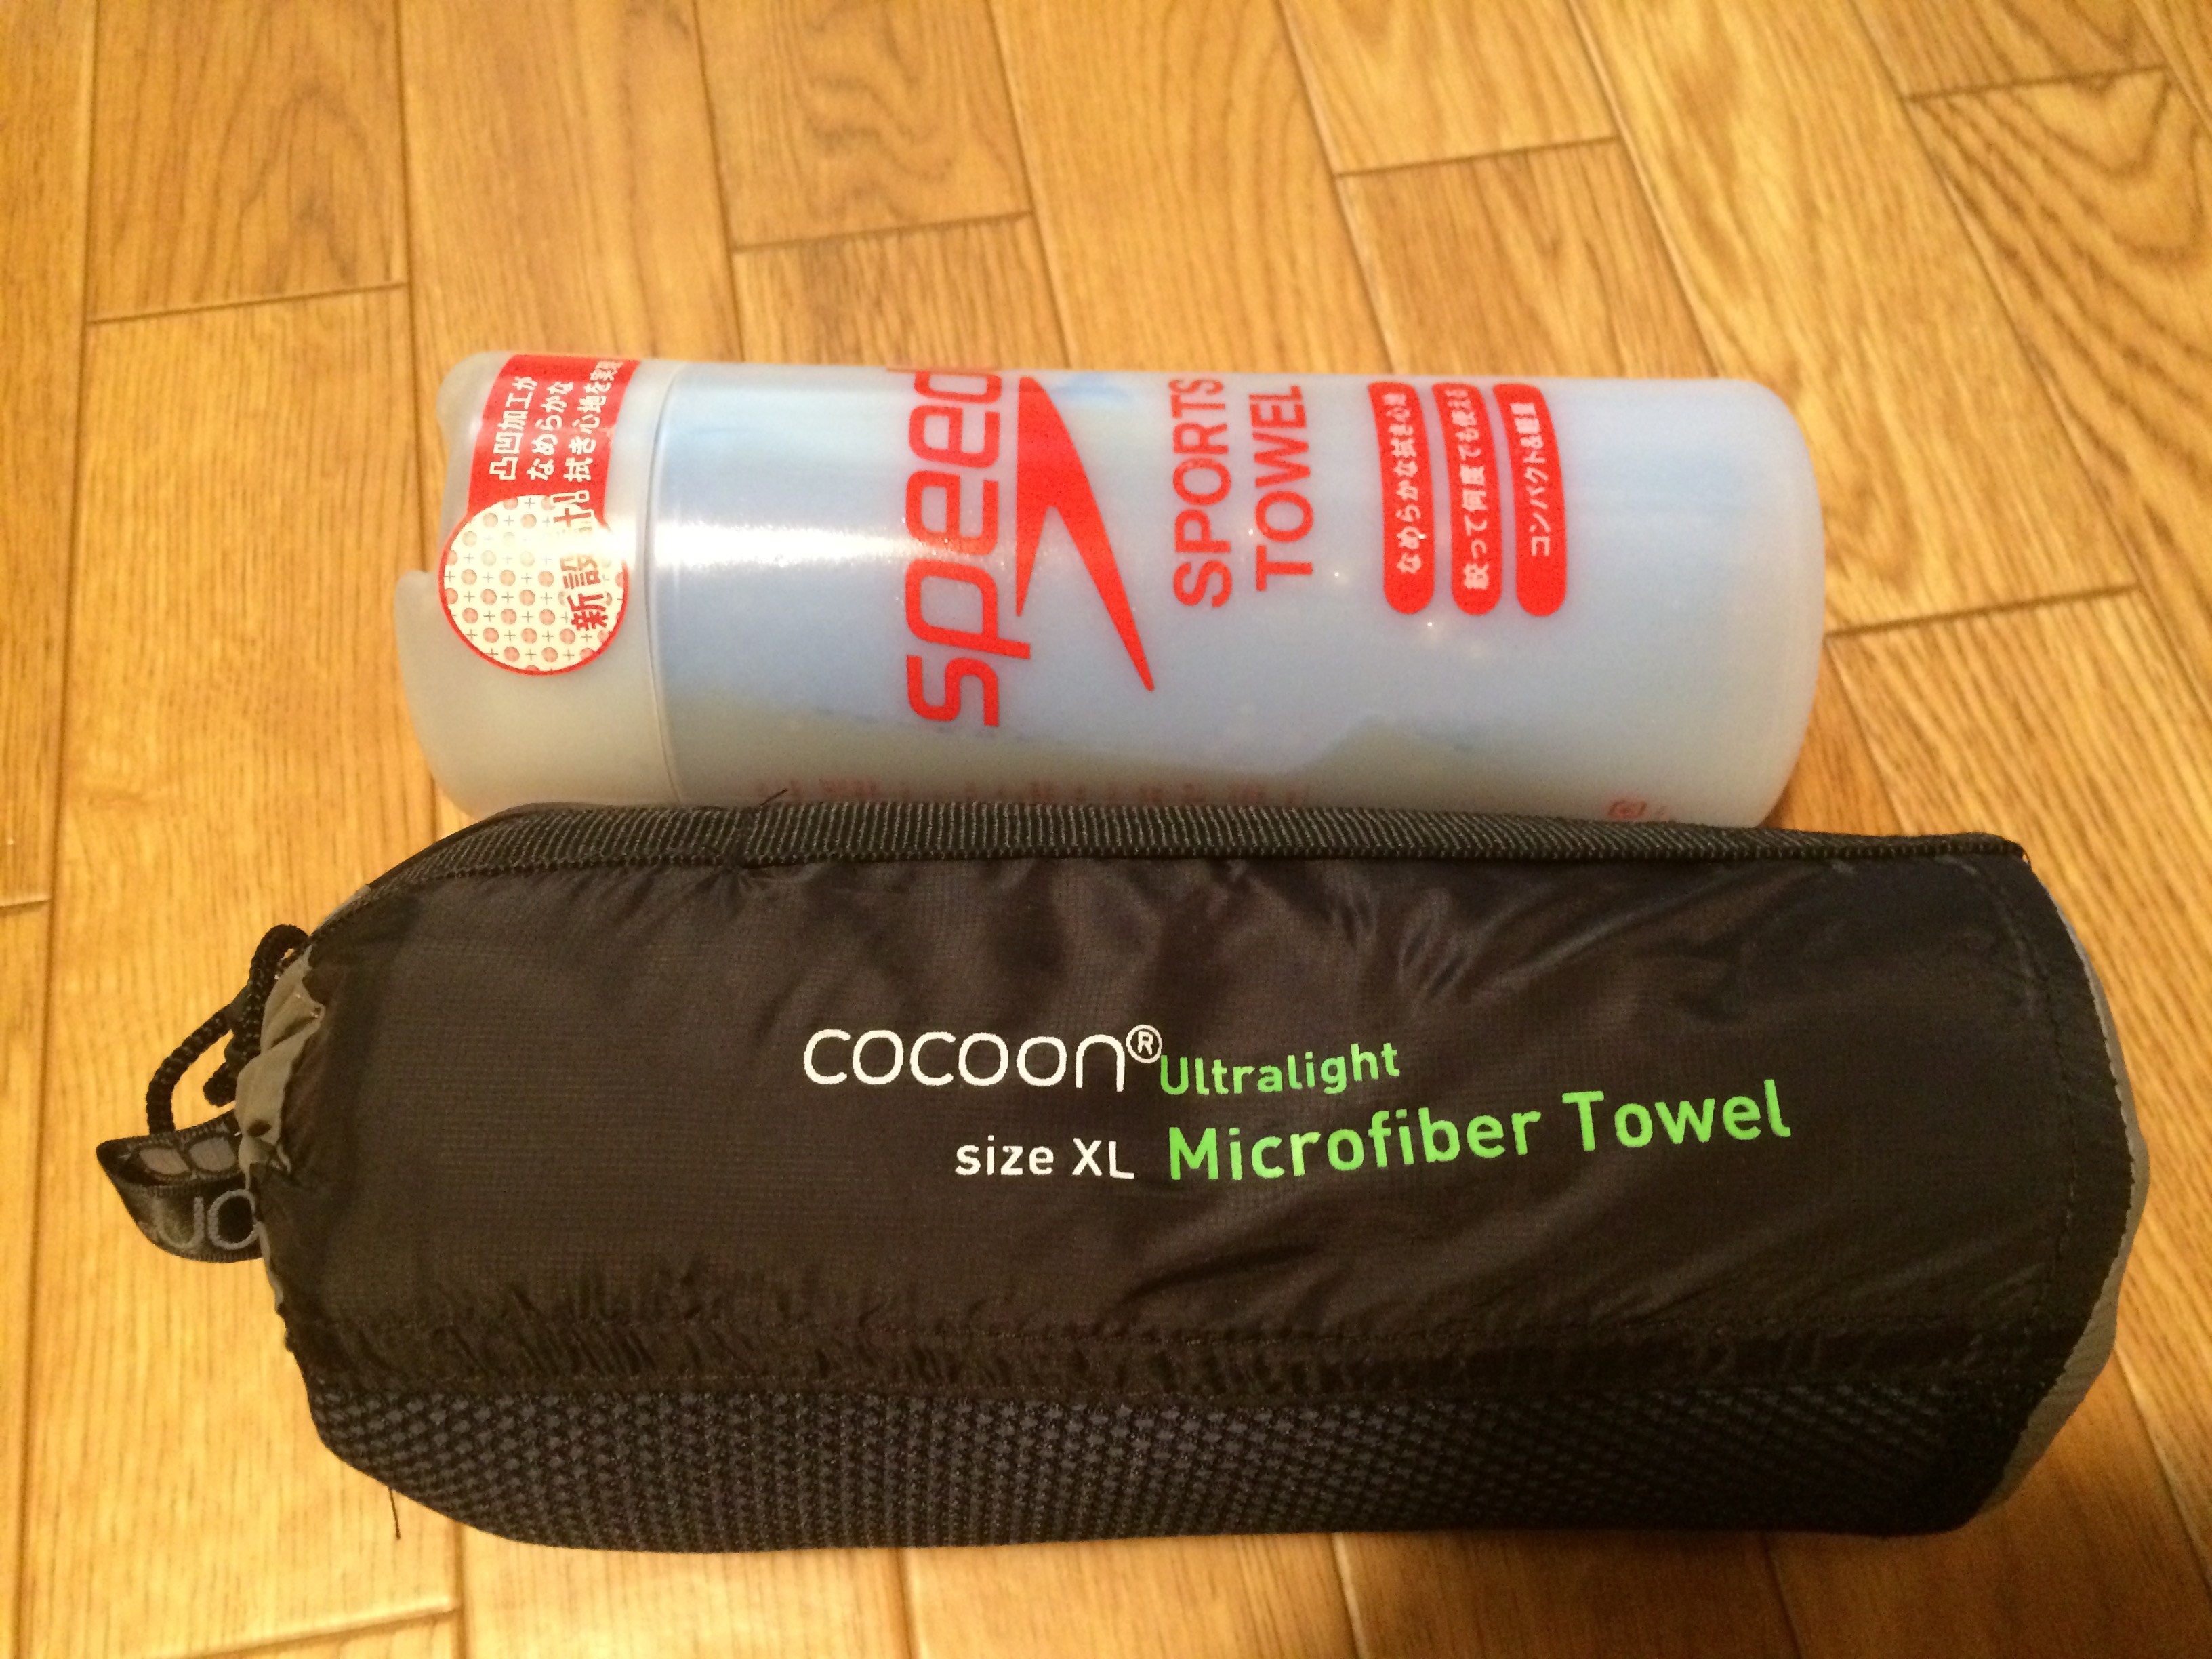 凸凹加工が
なめらかな
拭き心地を実現
新設計!
speedo
SPORTS
TOWEL
なめらかな拭き心地
絞って何度でも使える
コンパクト&軽量
cocoon® Ultralight
size XL Microfiber Towel